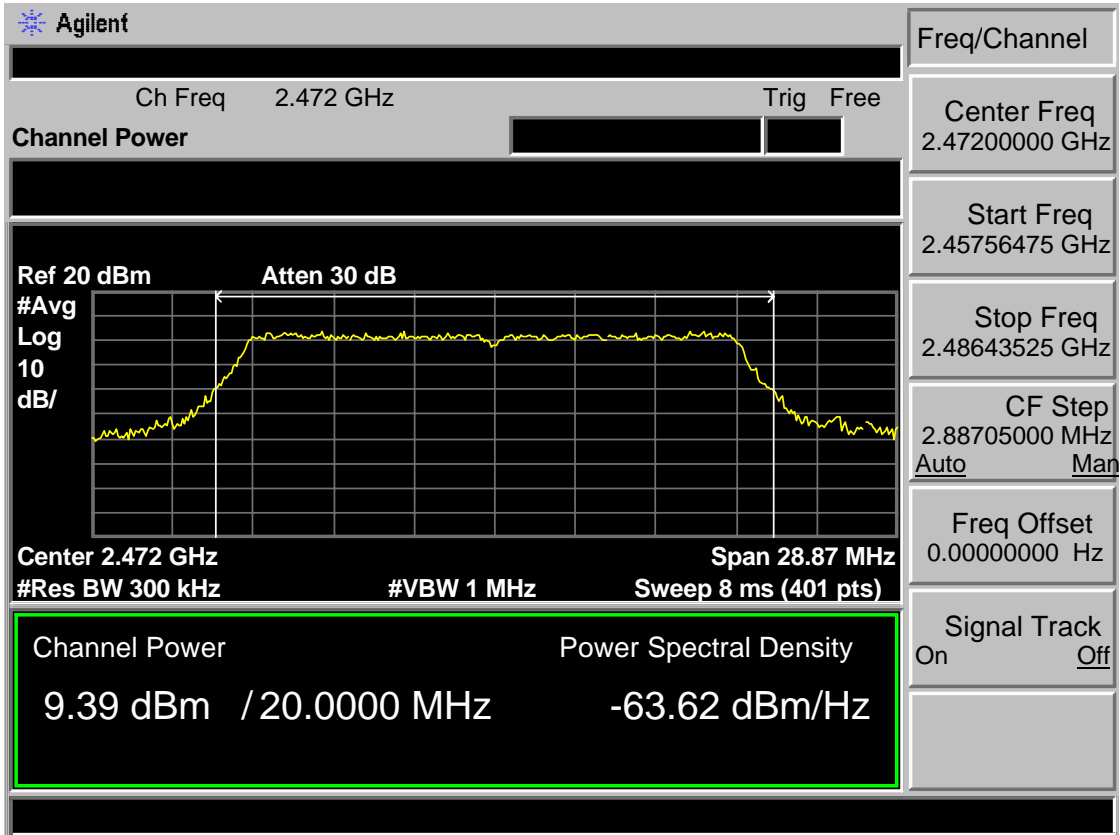 Agilent
Freq/Channel
Ch Freq 2.472 GHz Trig Free
Channel Power
Center Freq
2.47200000 GHz
Start Freq
2.45756475 GHz
Stop Freq
2.48643525 GHz
CF Step
2.88705000 MHz
Auto Man
Freq Offset
0.00000000 Hz
Signal Track
On Off
Ref 20 dBm Atten 30 dB
#Avg
Log
10
dB/
Center 2.472 GHz Span 28.87 MHz
#Res BW 300 kHz #VBW 1 MHz Sweep 8 ms (401 pts)
Channel Power Power Spectral Density
9.39 dBm / 20.0000 MHz -63.62 dBm/Hz